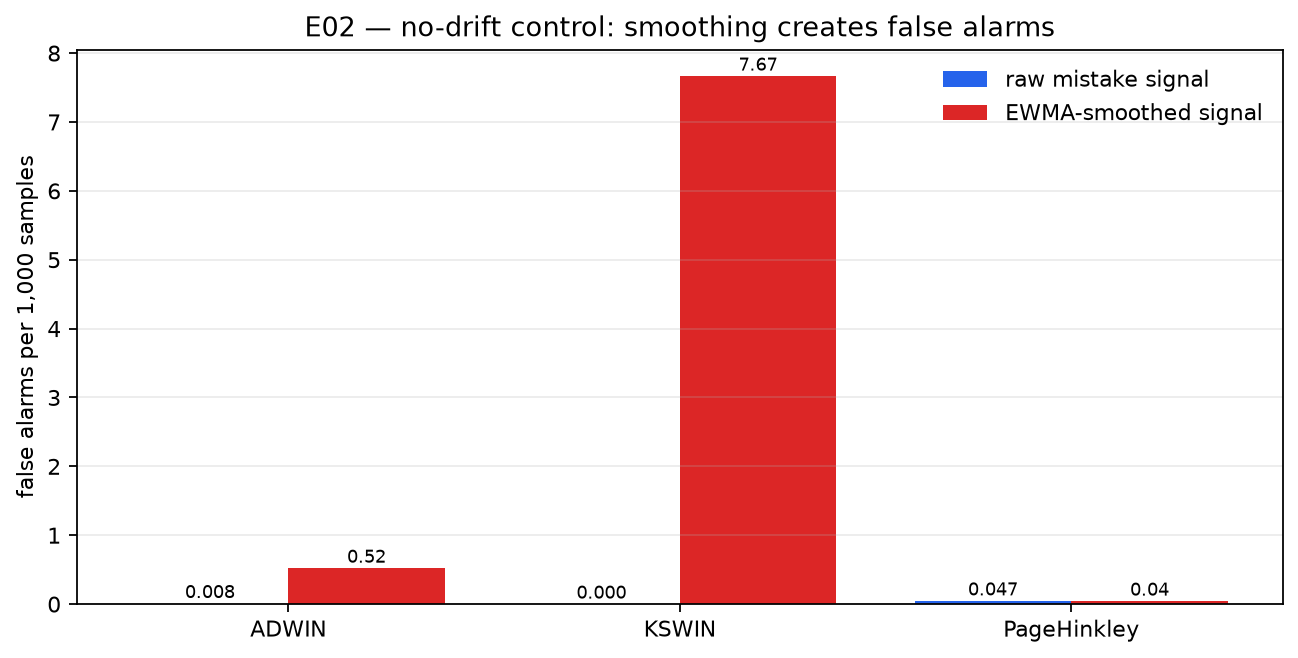 E02 — no-drift control: smoothing creates false alarms
false alarms per 1,000 samples
8
7
6
5
4
3
2
1
0
raw mistake signal
EWMA-smoothed signal
0.008
0.52
0.000
7.67
0.047
0.04
ADWIN
KSWIN
PageHinkley